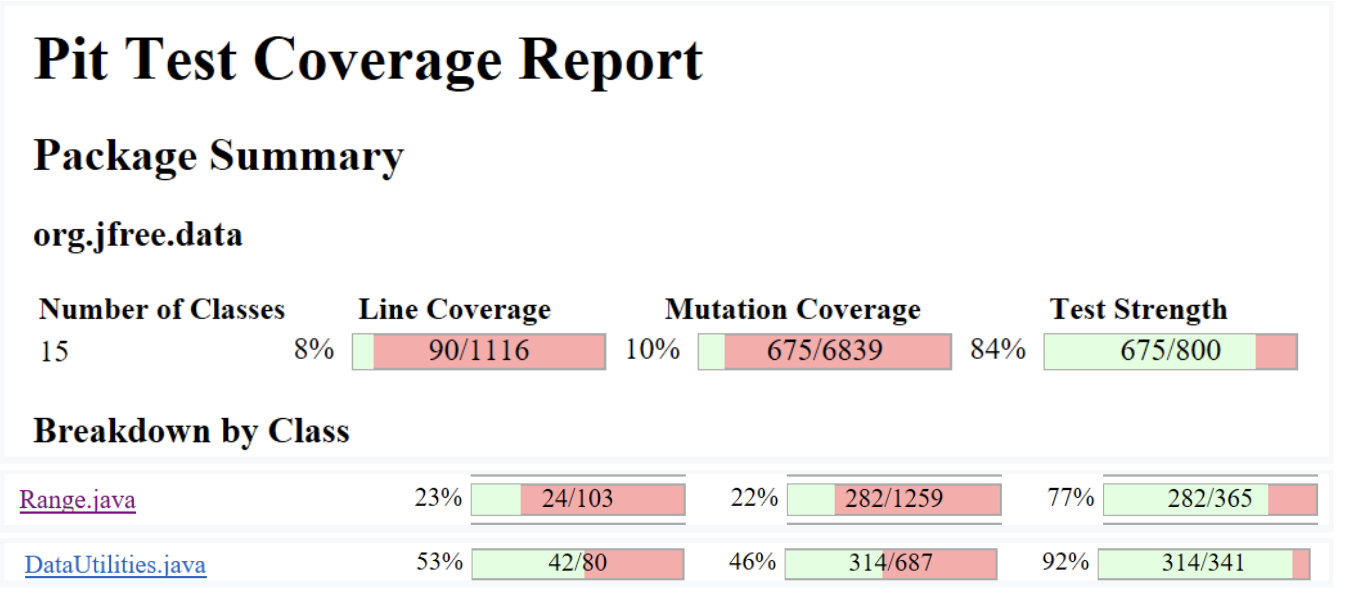 Pit Test Coverage Report
Package Summary
org.jfree.data
Number of Classes Line Coverage Mutation Coverage Test Strength
15 8% 90/1116 10% 675/6839 84% 675/800
Breakdown by Class
Range.java 23% 24/103 22% 282/1259 77% 282/365
DataUtilities.java 53% 42/80 46% 314/687 92% 314/341